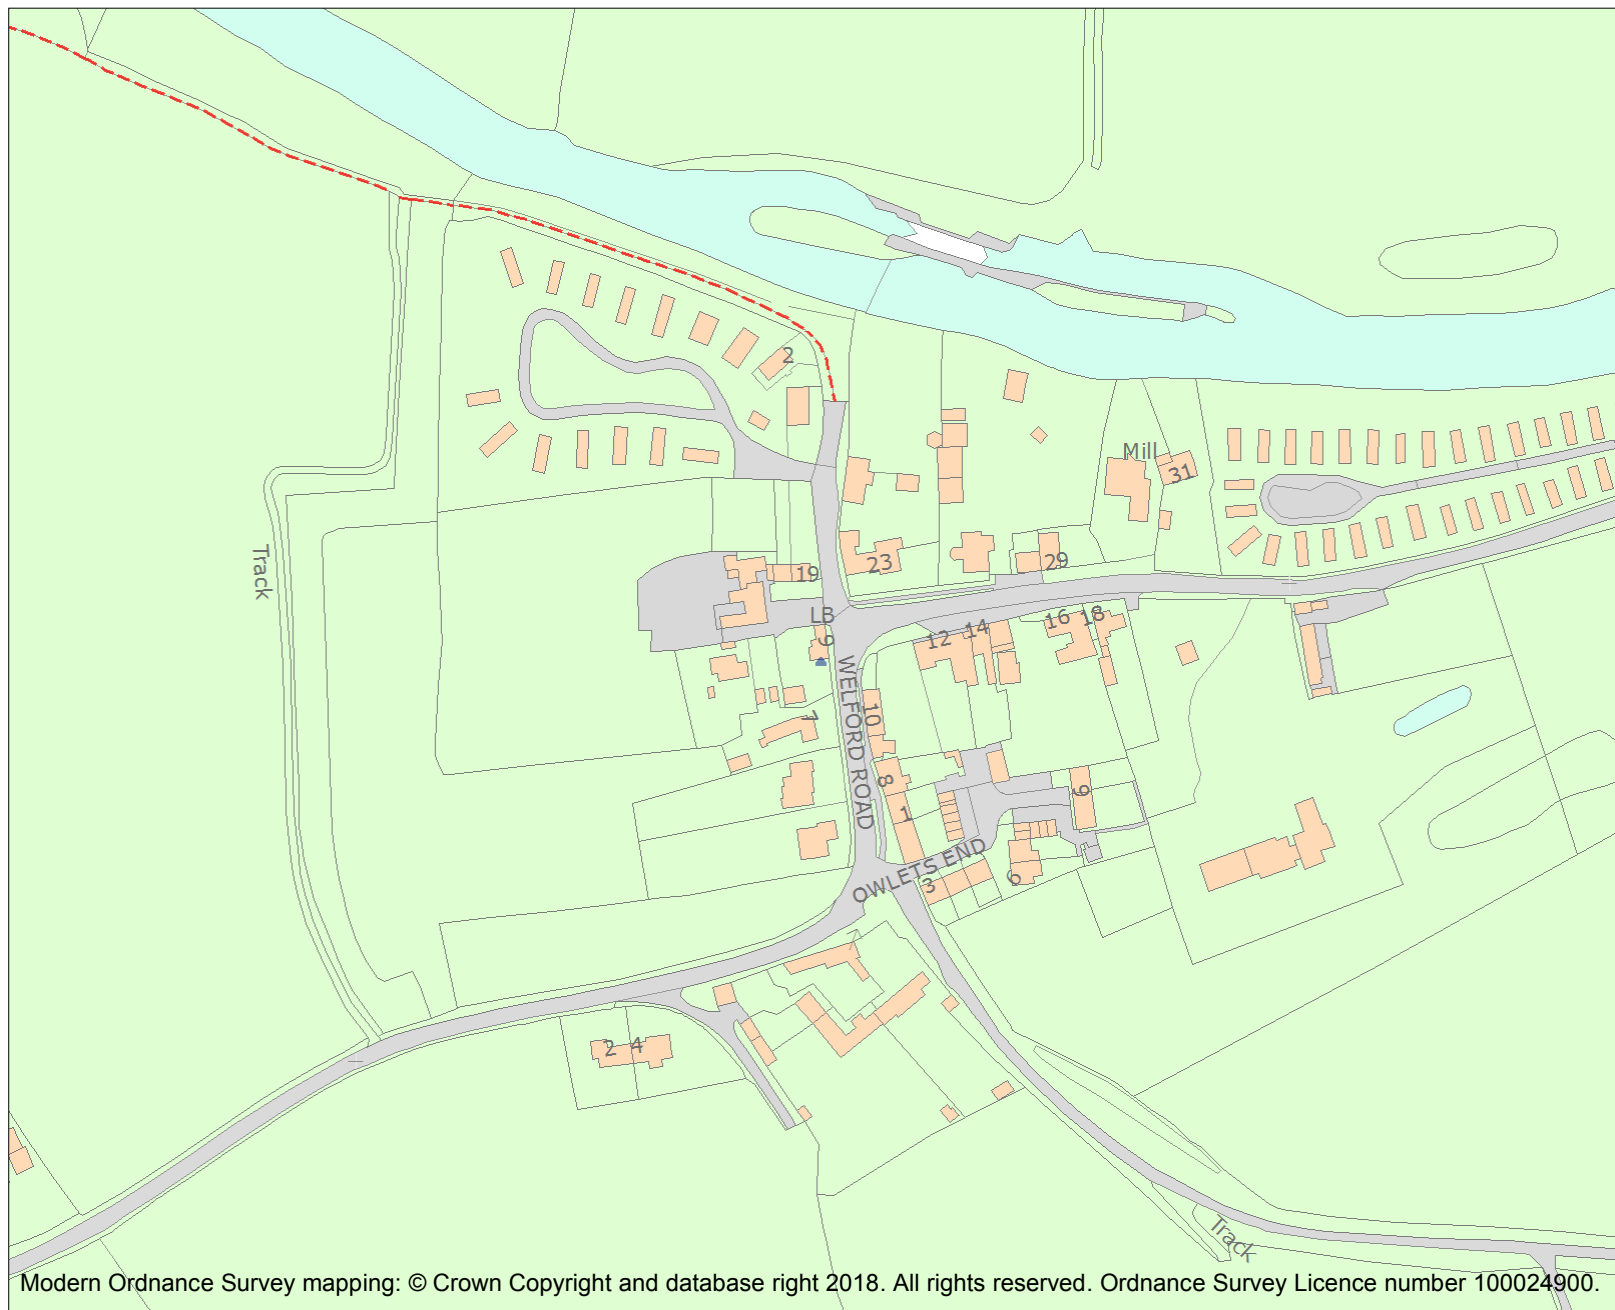 2
Mill
31
Track
19
23
29
LB
9
12
14
16
18
WELFORD ROAD
10
7
8
1
9
OWLETS END
3
6
2
4
Track
Modern Ordnance Survey mapping: © Crown Copyright and database right 2018. All rights reserved. Ordnance Survey Licence number 100024900.